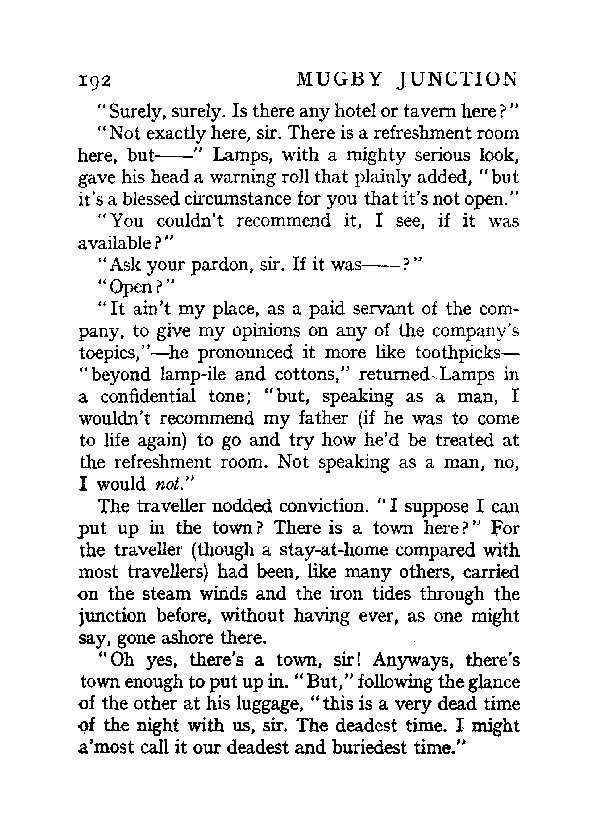 192 MUGBY JUNCTION
"Surely, surely. Is there any hotel or tavern here?"
"Not exactly here, sir. There is a refreshment room
here, but——" Lamps, with a mighty serious look,
gave his head a warning roll that plainly added, "but
it's a blessed circumstance for you that it's not open."
"You couldn't recommend it, I see, if it was
available?"
"Ask your pardon, sir. If it was——?"
"Open?"
"It ain't my place, as a paid servant of the com-
pany, to give my opinions on any of the company's
toepics,"—he pronounced it more like toothpicks—
"beyond lamp-ile and cottons," returned Lamps in
a confidential tone; "but, speaking as a man, I
wouldn't recommend my father (if he was to come
to life again) to go and try how he'd be treated at
the refreshment room. Not speaking as a man, no,
I would not."
The traveller nodded conviction. "I suppose I can
put up in the town? There is a town here?" For
the traveller (though a stay-at-home compared with
most travellers) had been, like many others, carried
on the steam winds and the iron tides through the
junction before, without having ever, as one might
say, gone ashore there.
"Oh yes, there's a town, sir! Anyways, there's
town enough to put up in. "But," following the glance
of the other at his luggage, "this is a very dead time
of the night with us, sir. The deadest time. I might
a'most call it our deadest and buriedest time."